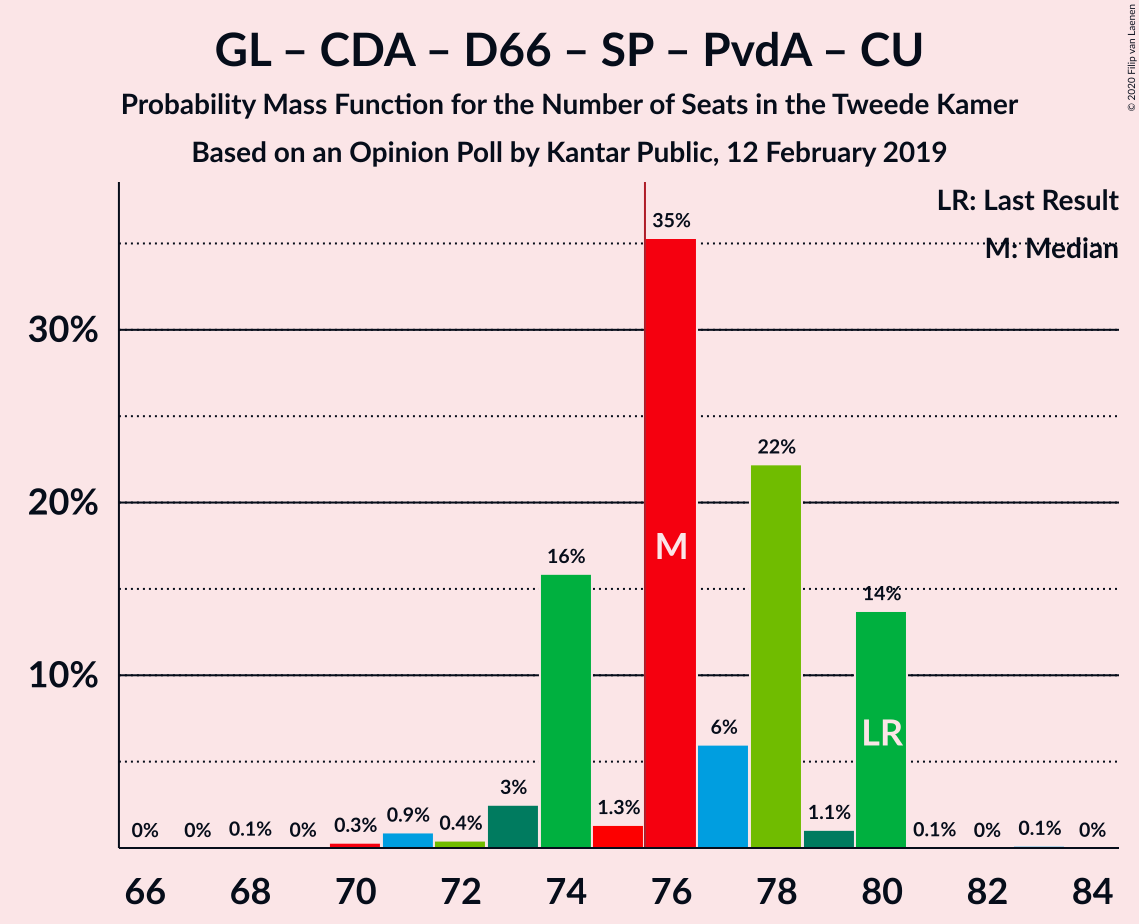 GL – CDA – D66 – SP – PvdA – CU
Probability Mass Function for the Number of Seats in the Tweede Kamer
Based on an Opinion Poll by Kantar Public, 12 February 2019
© 2020 Filip van Laenen
LR: Last Result
M: Median
30%
20%
10%
0%
0%
0.1%
0%
0.3%
0.9%
0.4%
3%
16%
1.3%
35%
6%
22%
1.1%
14%
0.1%
0%
0.1%
0%
M
LR
66 68 70 72 74 76 78 80 82 84